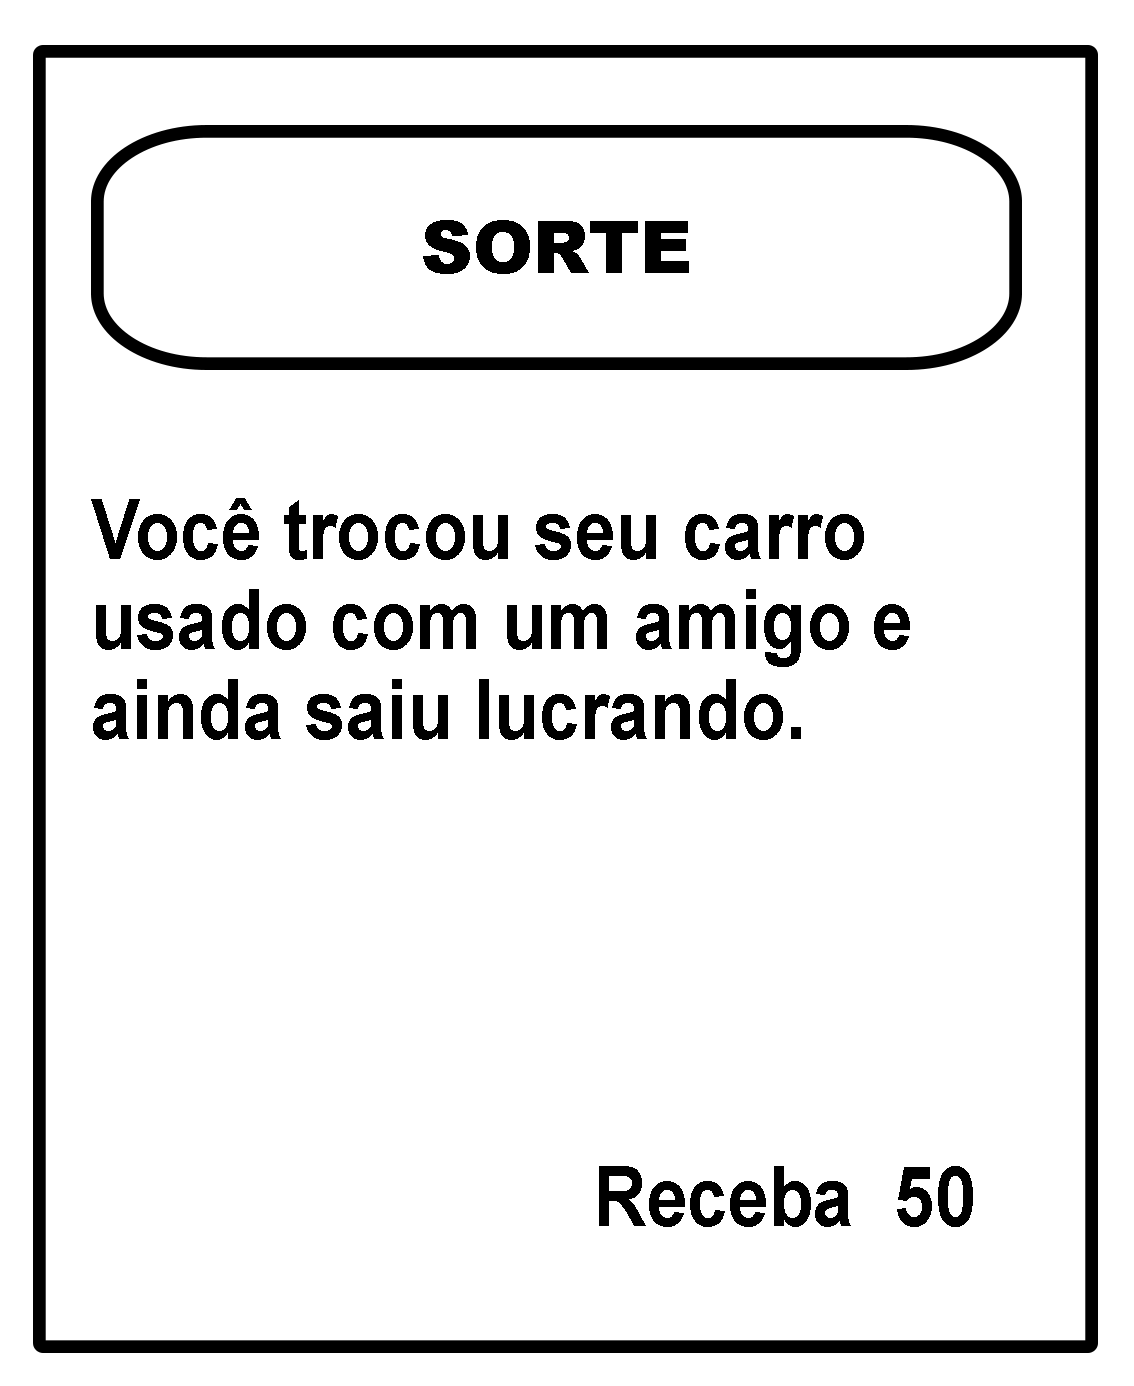 SORTE
Você trocou seu carro
usado com um amigo e
ainda saiu lucrando.
Receba 50